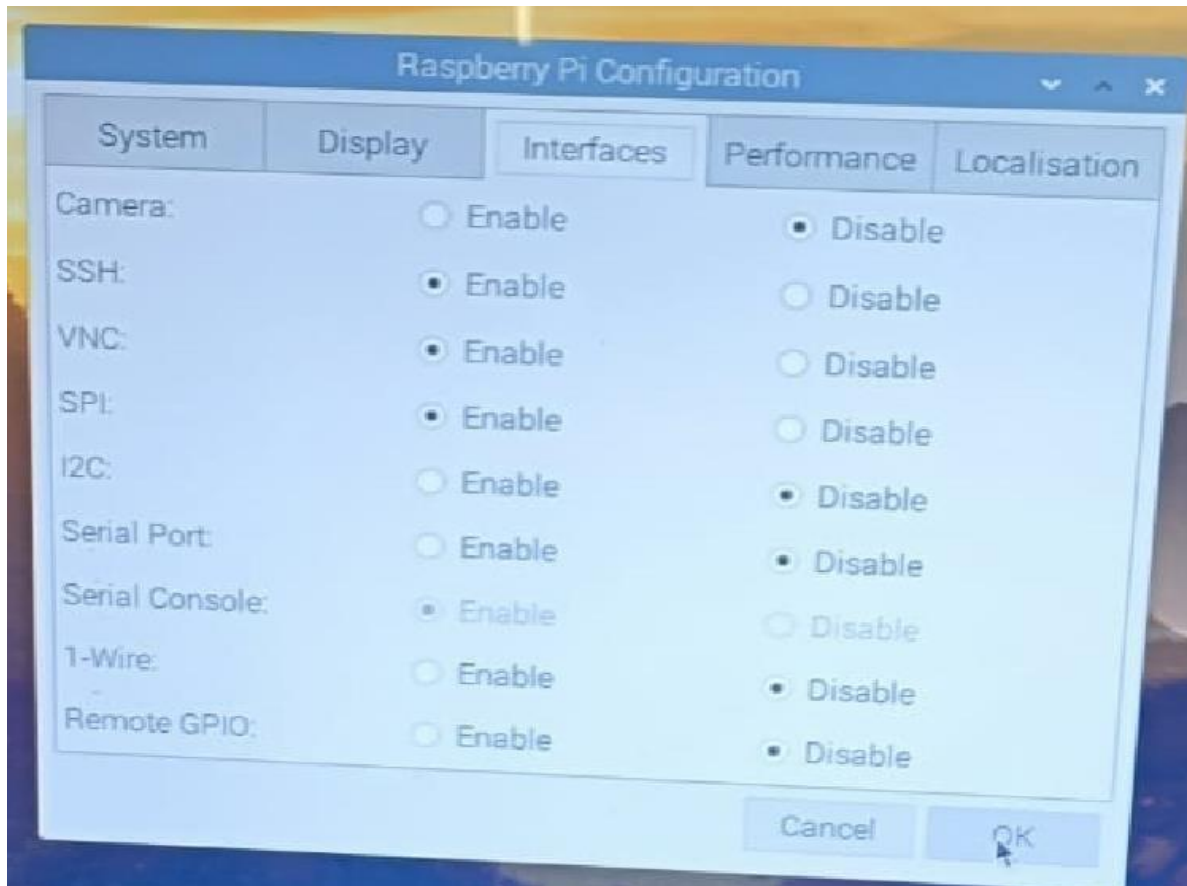 Raspberry Pi Configuration
System Display Interfaces Performance Localisation
Camera: Enable Disable
SSH: Enable Disable
VNC: Enable Disable
SPI: Enable Disable
I2C: Enable Disable
Serial Port: Enable Disable
Serial Console: Enable Disable
1-Wire: Enable Disable
Remote GPIO: Enable Disable
Cancel OK